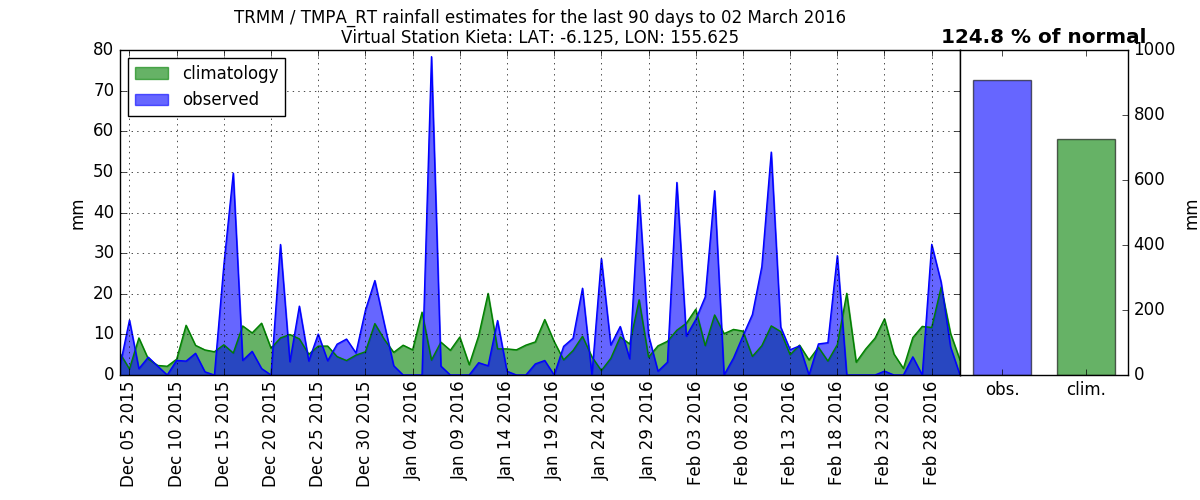 TRMM / TMPA_RT rainfall estimates for the last 90 days to 02 March 2016
Virtual Station Kieta: LAT: -6.125, LON: 155.625
124.8 % of normal
climatology
observed
80
70
60
50
40
30
20
10
0
mm
Dec 05 2015
Dec 10 2015
Dec 15 2015
Dec 20 2015
Dec 25 2015
Dec 30 2015
Jan 04 2016
Jan 09 2016
Jan 14 2016
Jan 19 2016
Jan 24 2016
Jan 29 2016
Feb 03 2016
Feb 08 2016
Feb 13 2016
Feb 18 2016
Feb 23 2016
Feb 28 2016
obs.
clim.
1000
800
600
400
200
0
mm